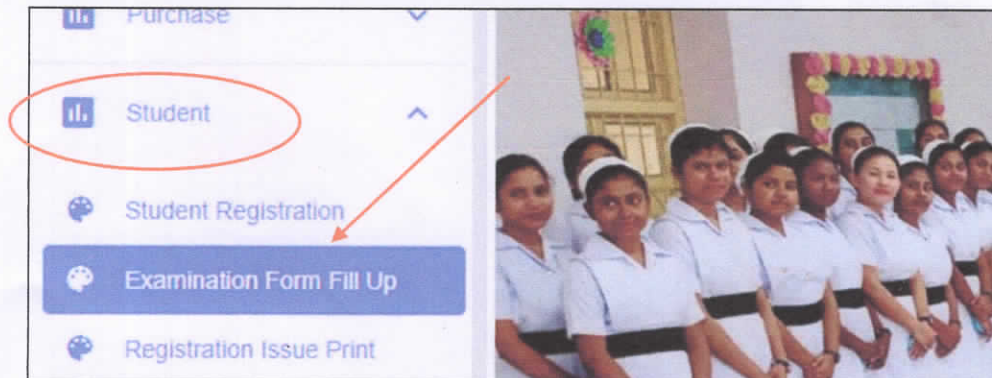 Purchase
Student
Student Registration
Examination Form Fill Up
Registration Issue Print